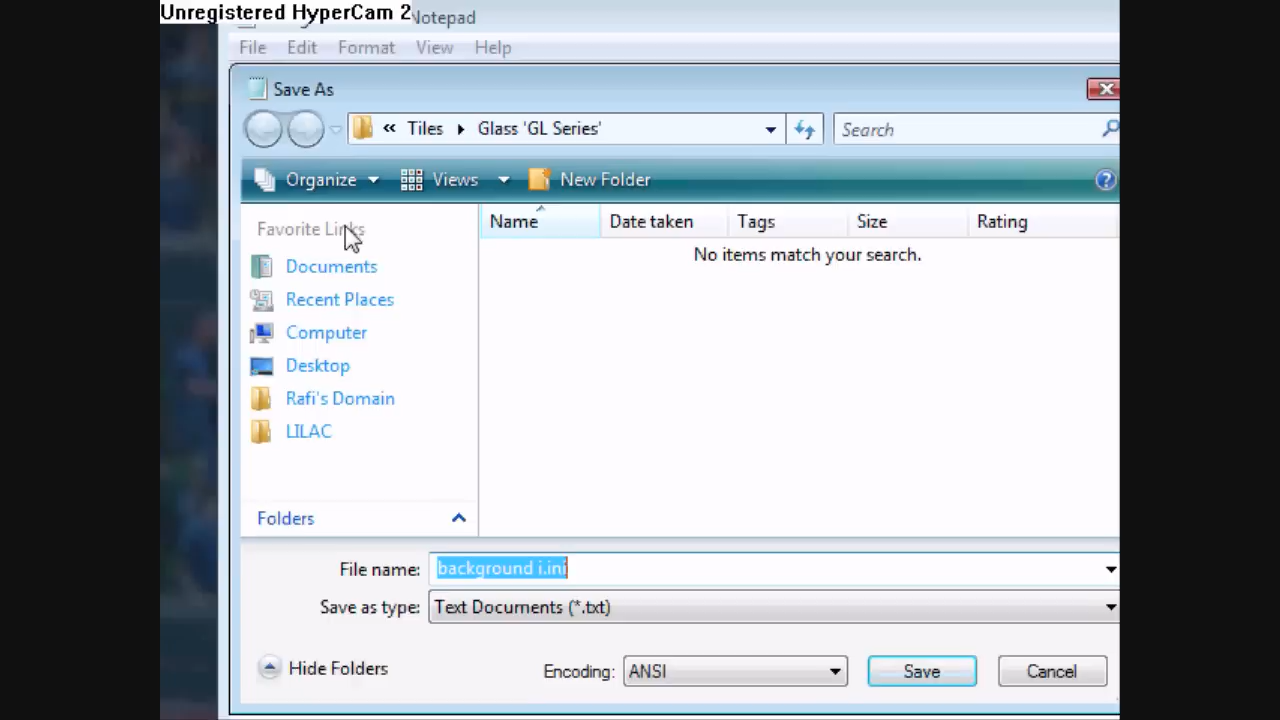 Unregistered HyperCam 2
Notepad
File Edit Format View Help
Save As
« Tiles Glass 'GL Series' Search
Organize Views New Folder
Favorite Links
Name Date taken Tags Size Rating
No items match your search.
Documents
Recent Places
Computer
Desktop
Rafi's Domain
LILAC
Folders
File name: background i.ini
Save as type: Text Documents (*.txt)
Hide Folders Encoding: ANSI Save Cancel